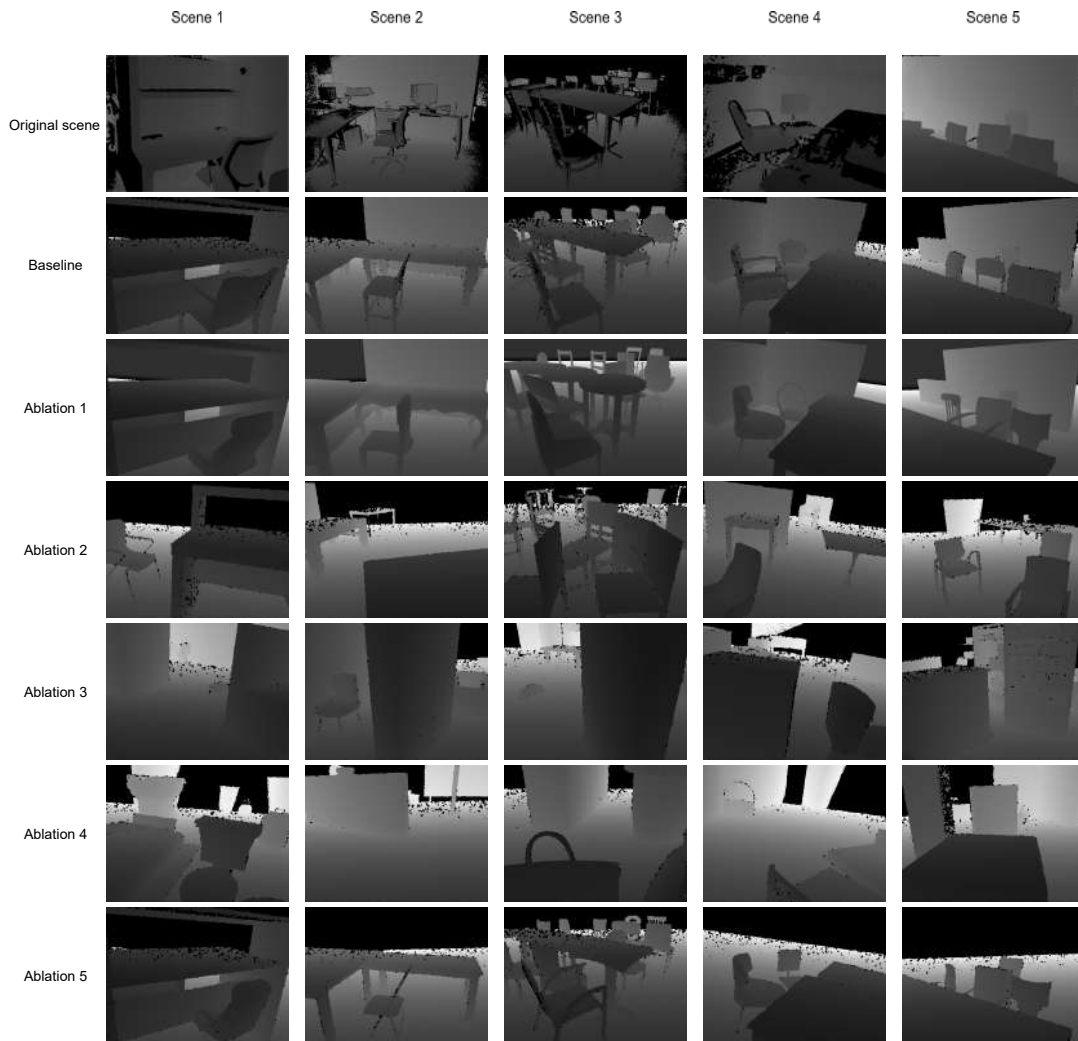 Scene 1 Scene 2 Scene 3 Scene 4 Scene 5
Original scene
Baseline
Ablation 1
Ablation 2
Ablation 3
Ablation 4
Ablation 5